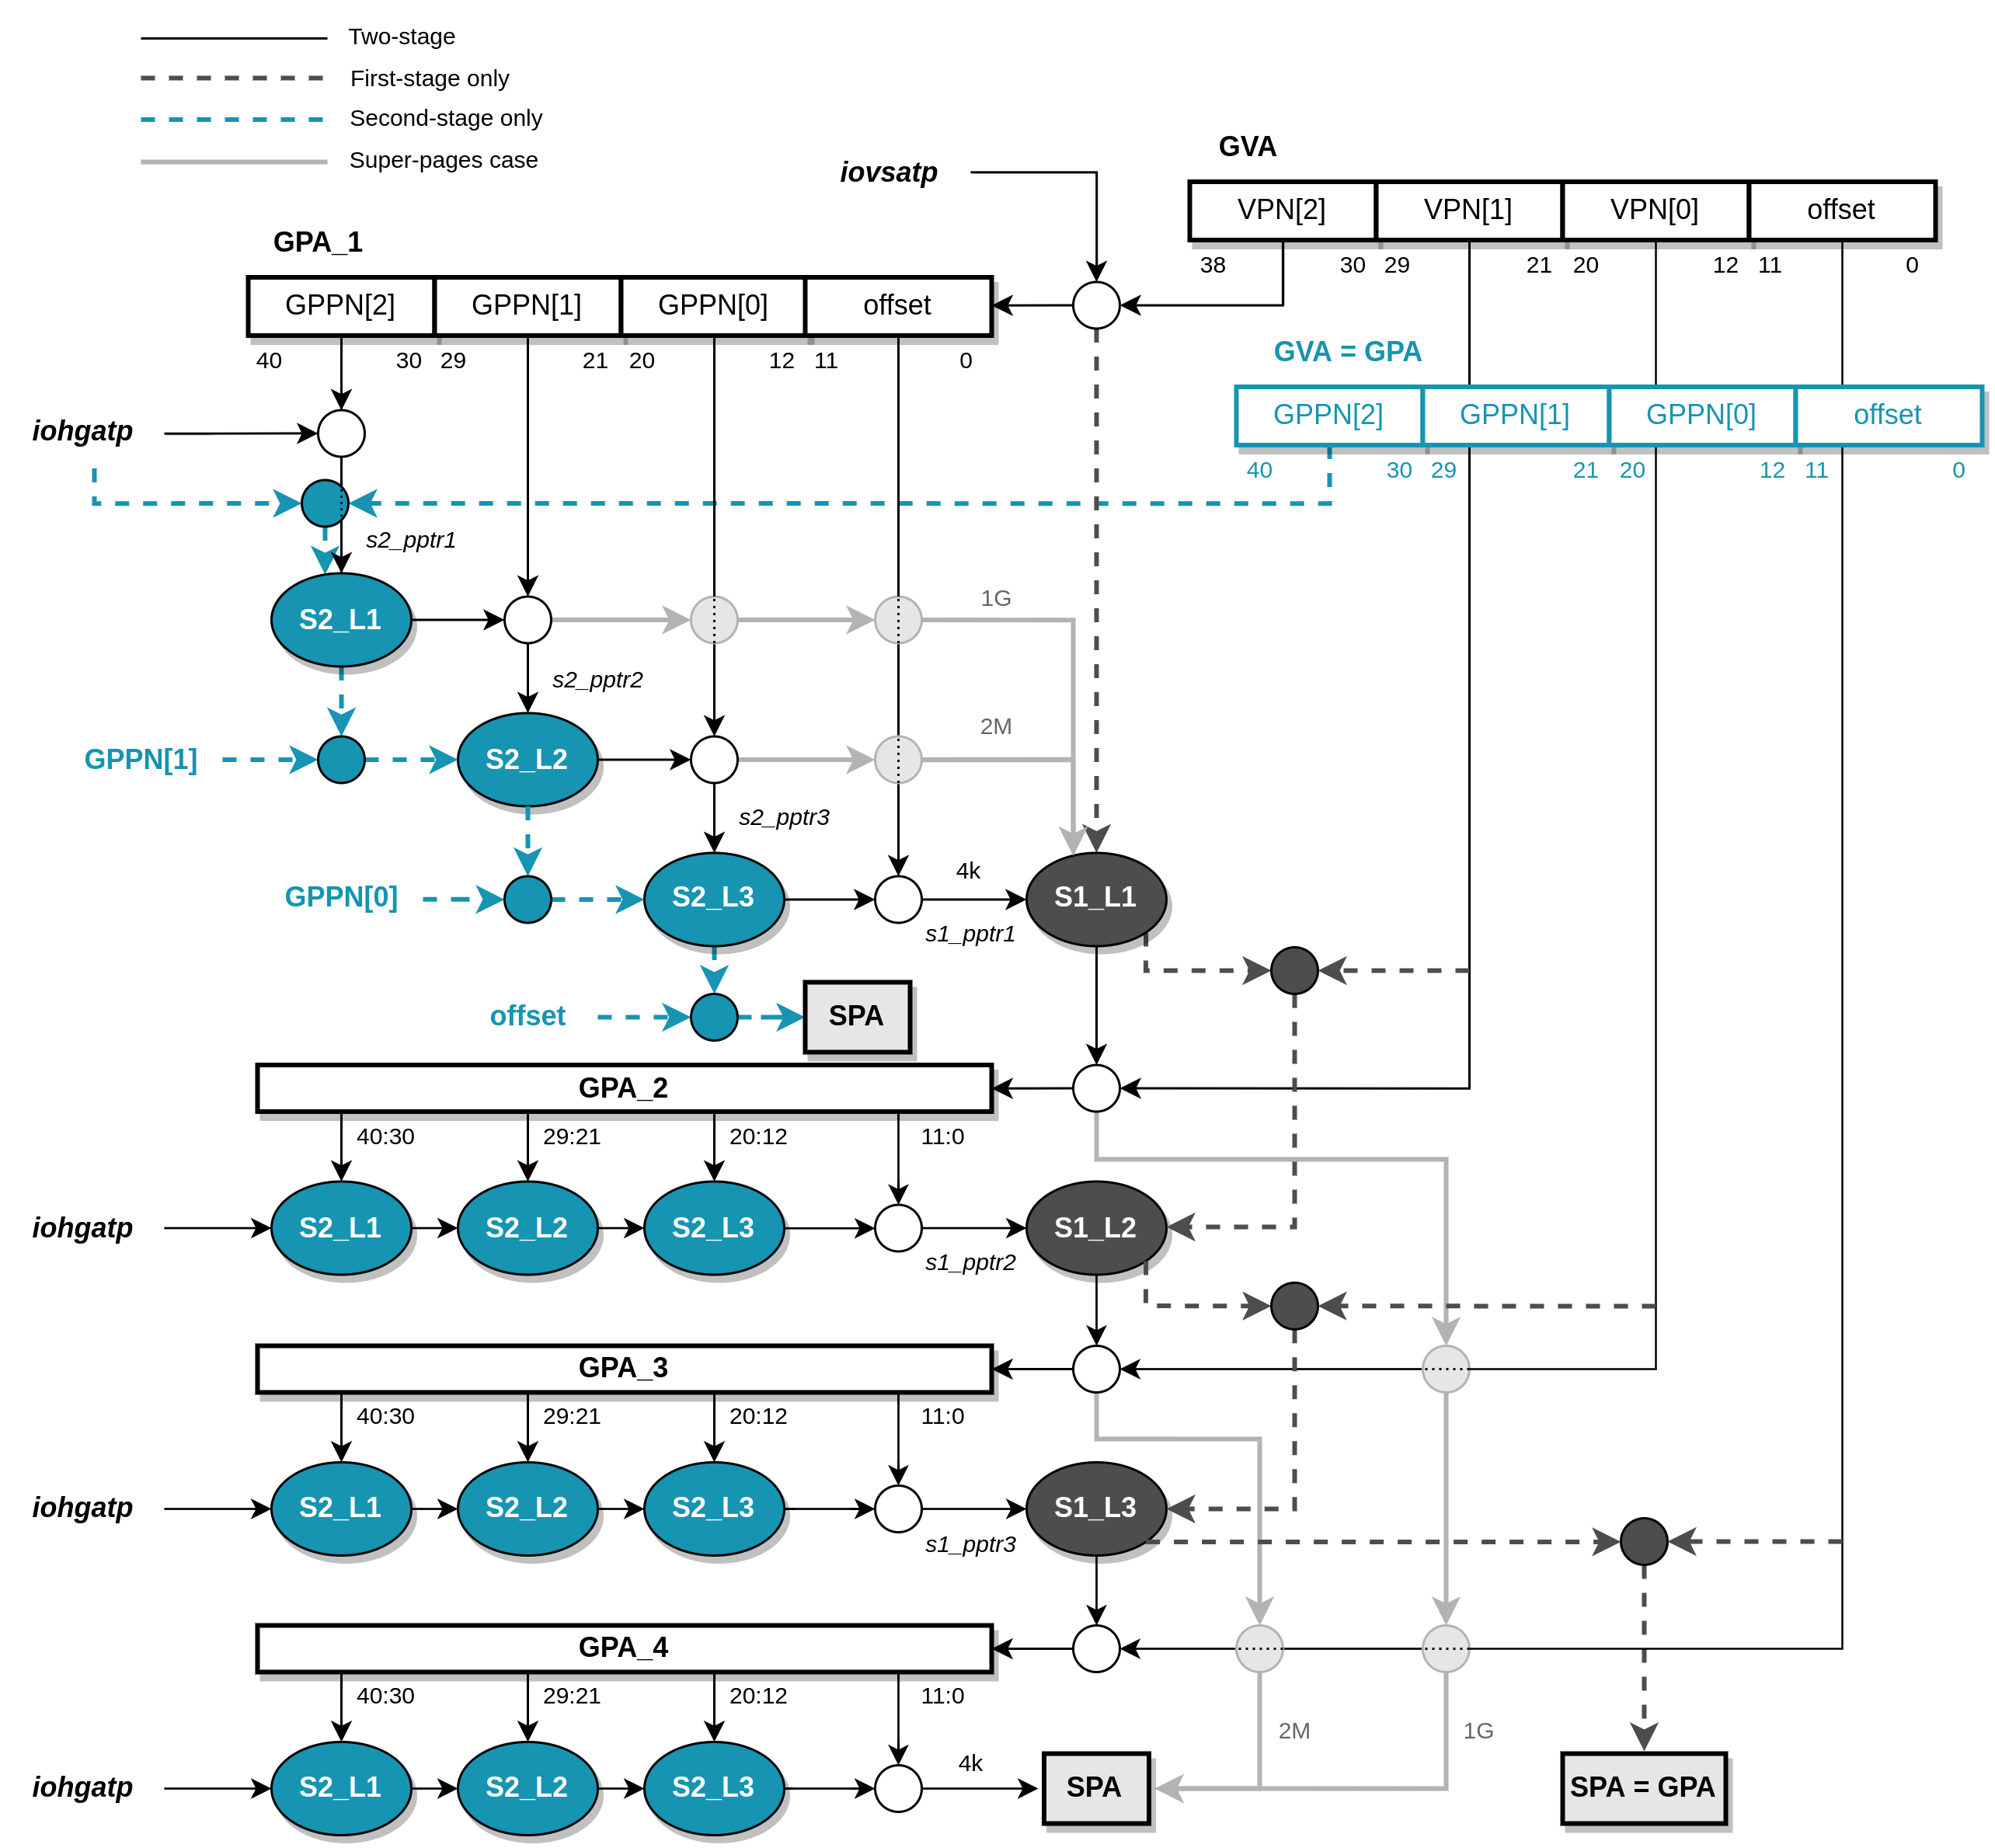 Two-stage
First-stage only
Second-stage only
Super-pages case
GVA
iovsatp
VPN[2] VPN[1] VPN[0] offset
38 30 29 21 20 12 11 0
GPA_1
GPPN[2] GPPN[1] GPPN[0] offset
40 30 29 21 20 12 11 0
GVA = GPA
GPPN[2] GPPN[1] GPPN[0] offset
40 30 29 21 20 12 11 0
iohgatp
s2_pptr1
S2_L1
1G
s2_pptr2
2M
GPPN[1]
S2_L2
s2_pptr3
4k
GPPN[0]
S2_L3
S1_L1
s1_pptr1
offset
SPA
GPA_2
40:30 29:21 20:12 11:0
iohgatp S2_L1 S2_L2 S2_L3 S1_L2
s1_pptr2
GPA_3
40:30 29:21 20:12 11:0
iohgatp S2_L1 S2_L2 S2_L3 S1_L3
s1_pptr3
GPA_4
40:30 29:21 20:12 11:0
2M 1G
4k
iohgatp S2_L1 S2_L2 S2_L3 SPA SPA = GPA